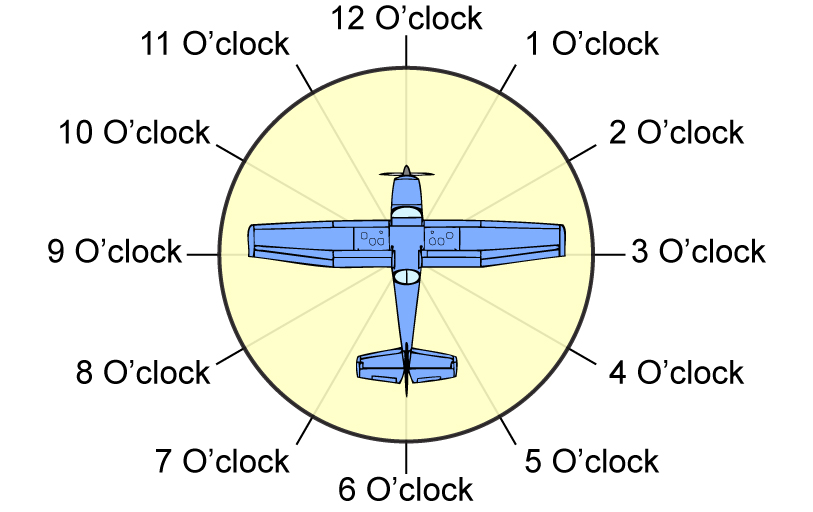 12 O’clock
11 O’clock
1 O’clock
10 O’clock
2 O’clock
9 O’clock
3 O’clock
8 O’clock
4 O’clock
7 O’clock
5 O’clock
6 O’clock